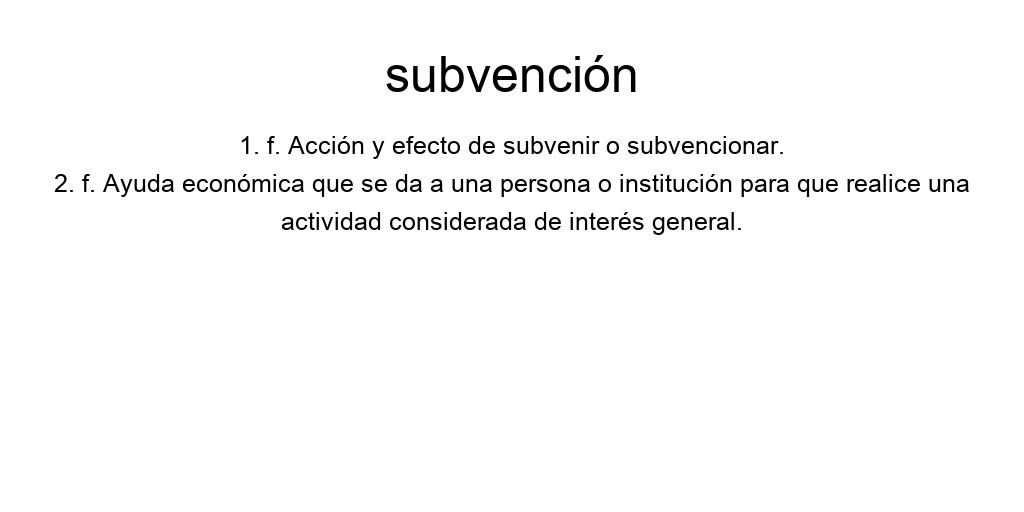 subvención
1. f. Acción y efecto de subvenir o subvencionar.
2. f. Ayuda económica que se da a una persona o institución para que realice una
actividad considerada de interés general.